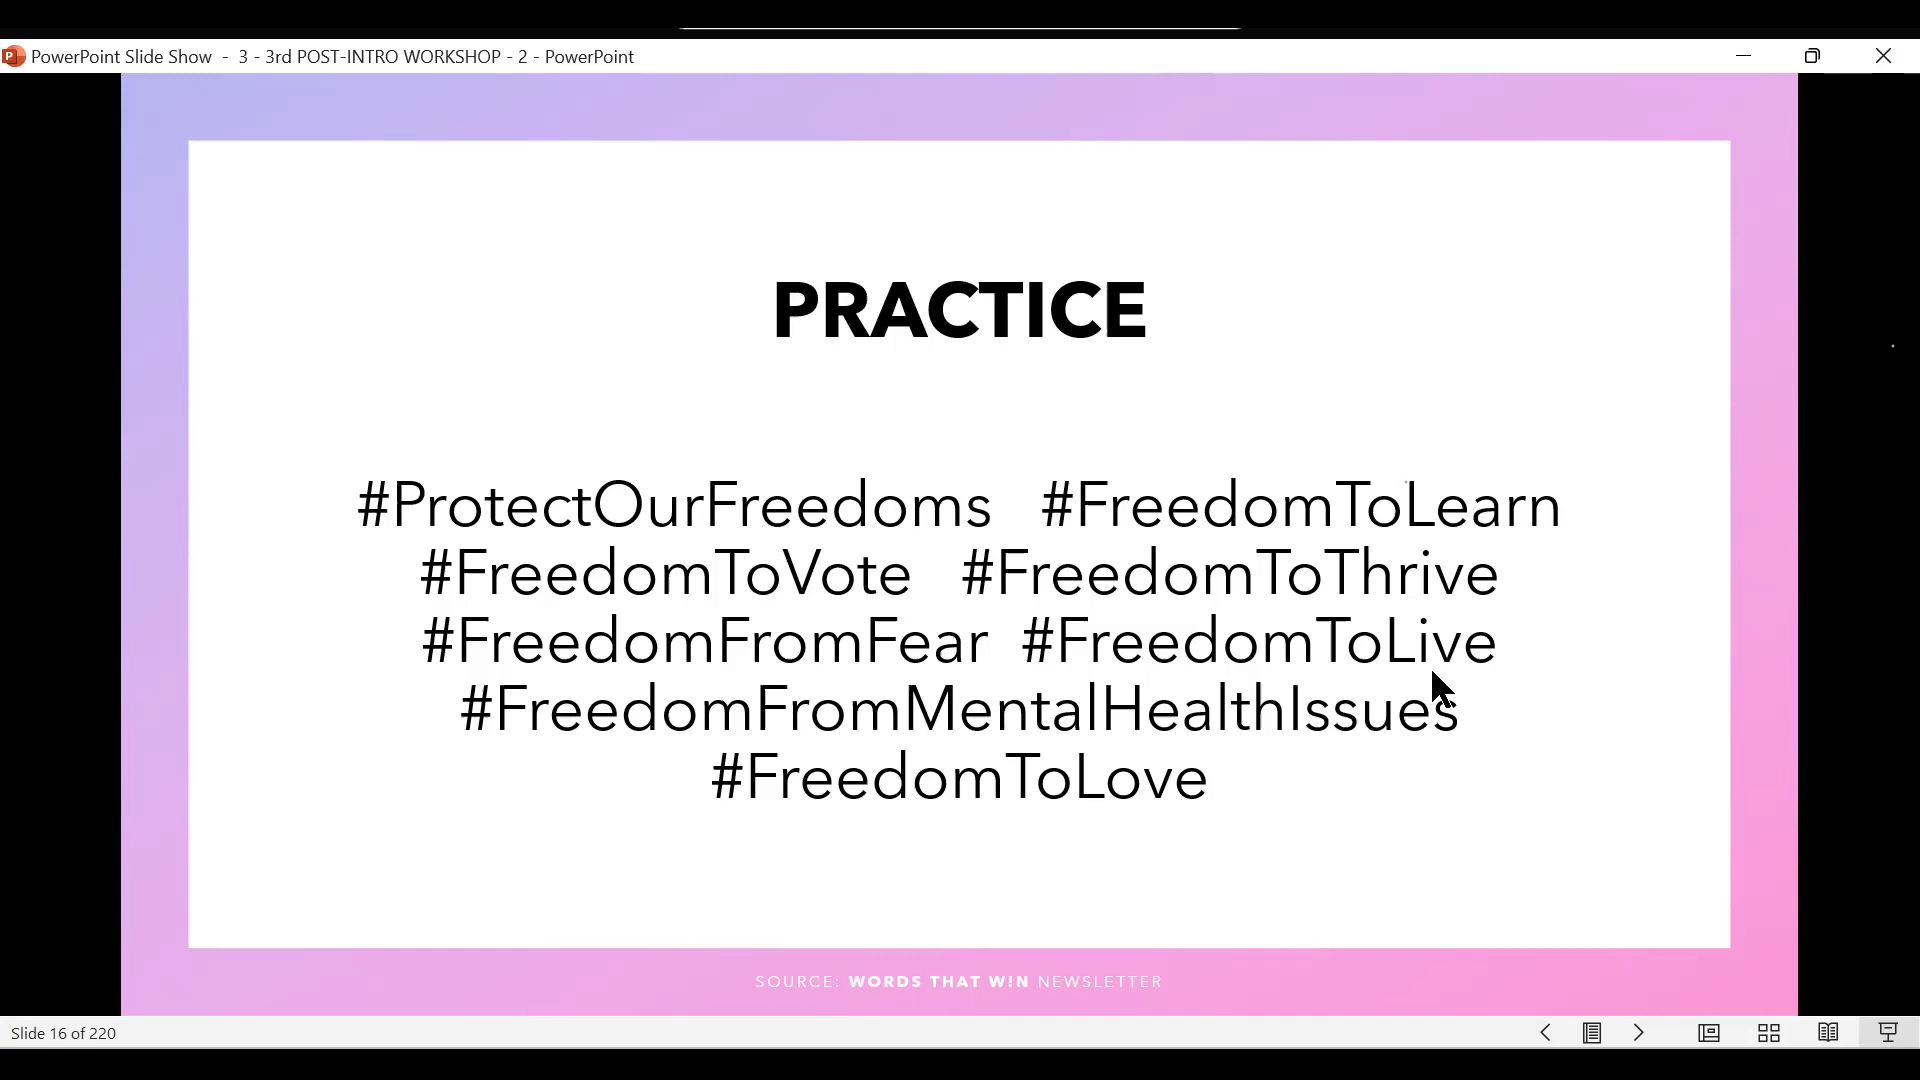 PowerPoint Slide Show - 3 - 3rd POST-INTRO WORKSHOP - 2 - PowerPoint
PRACTICE
#ProtectOurFreedoms #FreedomToLearn
#FreedomToVote #FreedomToThrive
#FreedomFromFear #FreedomToLive
#FreedomFromMentalHealthIssues
#FreedomToLove
SOURCE: WORDS THAT W!N NEWSLETTER
Slide 16 of 220